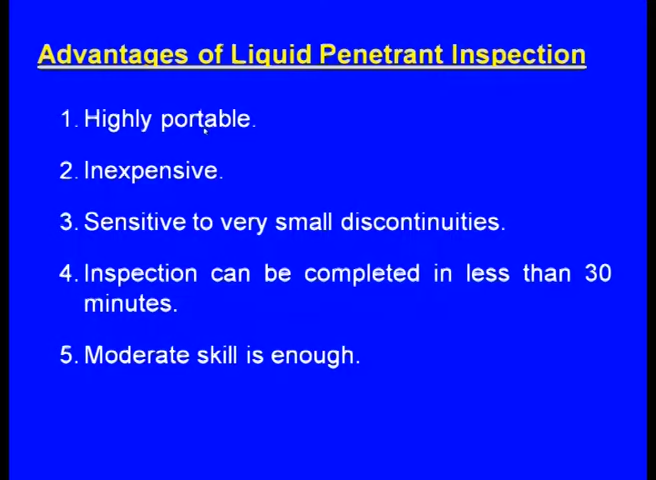 Advantages of Liquid Penetrant Inspection
1. Highly portable.
2. Inexpensive.
3. Sensitive to very small discontinuities.
4. Inspection can be completed in less than 30
minutes.
5. Moderate skill is enough.